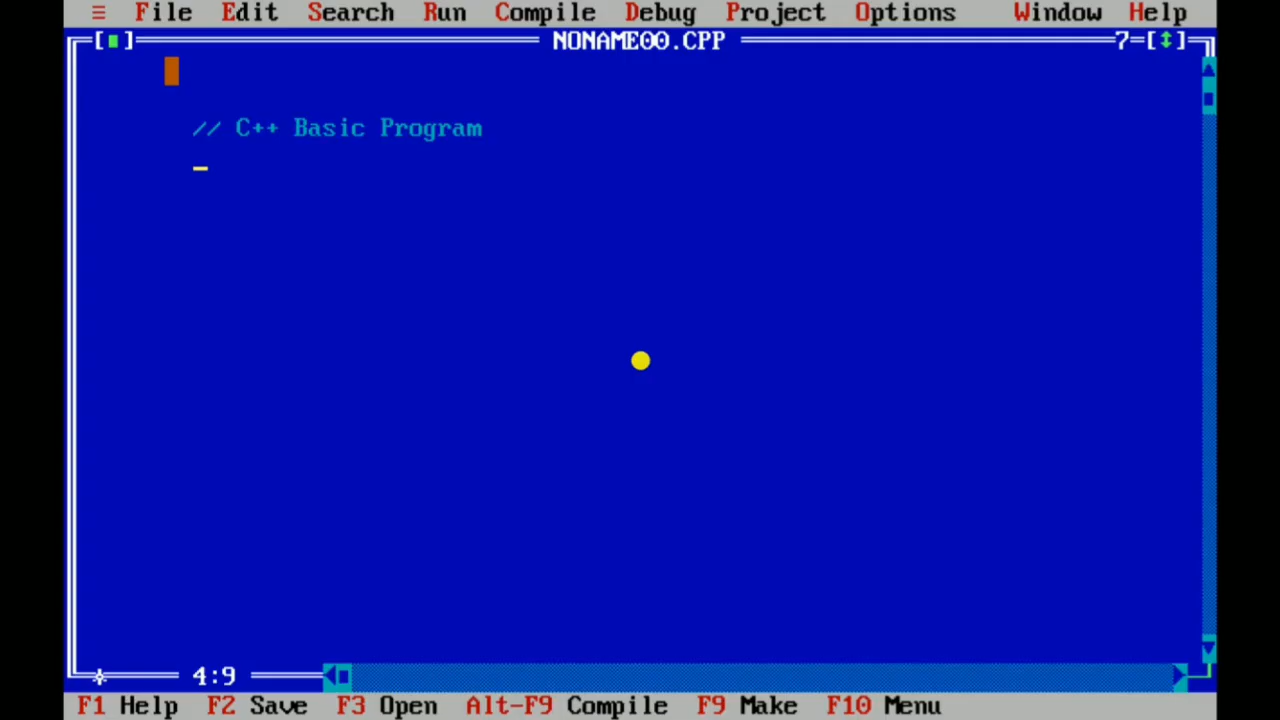 ≡ File Edit Search Run Compile Debug Project Options Window Help
[■] NONAME00.CPP 7=[↕]
// C++ Basic Program
4:9
F1 Help F2 Save F3 Open Alt-F9 Compile F9 Make F10 Menu